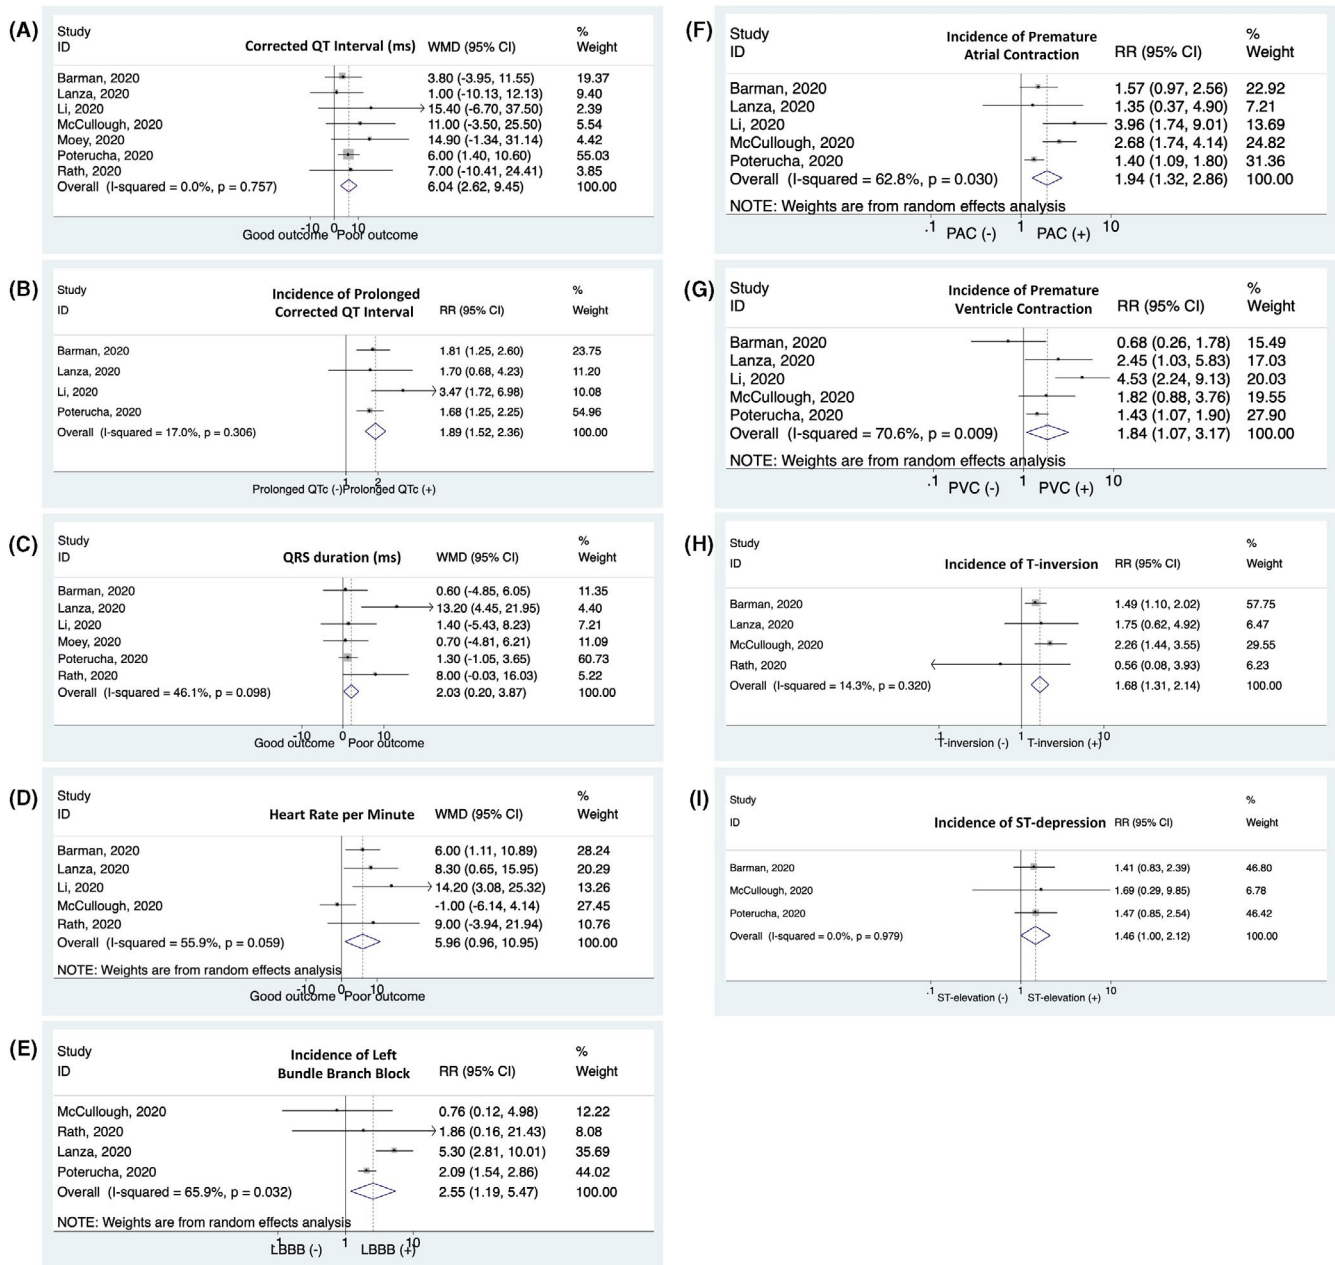 (A)
Study % 
ID Corrected QT Interval (ms) WMD (95% CI) Weight
Barman, 2020 3.80 (-3.95, 11.55) 19.37
Lanza, 2020 1.00 (-10.13, 12.13) 9.40
Li, 2020 15.40 (-6.70, 37.50) 2.39
McCullough, 2020 11.00 (-3.50, 25.50) 5.54
Moey, 2020 14.90 (-1.34, 31.14) 4.42
Poterucha, 2020 6.00 (1.40, 10.60) 55.03
Rath, 2020 7.00 (-10.41, 24.41) 3.85
Overall (I-squared = 0.0%, p = 0.757) 6.04 (2.62, 9.45) 100.00
-10 0 10
Good outcome Poor outcome
(B)
Study %
Incidence of Prolonged
ID Corrected QT Interval RR (95% CI) Weight
Barman, 2020 1.81 (1.25, 2.60) 23.75
Lanza, 2020 1.70 (0.68, 4.23) 11.20
Li, 2020 3.47 (1.72, 6.98) 10.08
Poterucha, 2020 1.68 (1.25, 2.25) 54.96
Overall (I-squared = 17.0%, p = 0.306) 1.89 (1.52, 2.36) 100.00
1 2
Prolonged QTc (-) Prolonged QTc (+)
(C)
Study %
ID QRS duration (ms) WMD (95% CI) Weight
Barman, 2020 0.60 (-4.85, 6.05) 11.35
Lanza, 2020 13.20 (4.45, 21.95) 4.40
Li, 2020 1.40 (-5.43, 8.23) 7.21
Moey, 2020 0.70 (-4.81, 6.21) 11.09
Poterucha, 2020 1.30 (-1.05, 3.65) 60.73
Rath, 2020 8.00 (-0.03, 16.03) 5.22
Overall (I-squared = 46.1%, p = 0.098) 2.03 (0.20, 3.87) 100.00
-10 0 10
Good outcome Poor outcome
(D)
Study %
ID Heart Rate per Minute WMD (95% CI) Weight
Barman, 2020 6.00 (1.11, 10.89) 28.24
Lanza, 2020 8.30 (0.65, 15.95) 20.29
Li, 2020 14.20 (3.08, 25.32) 13.26
McCullough, 2020 -1.00 (-6.14, 4.14) 27.45
Rath, 2020 9.00 (-3.94, 21.94) 10.76
Overall (I-squared = 55.9%, p = 0.059) 5.96 (0.96, 10.95) 100.00
NOTE: Weights are from random effects analysis
-10 0 10
Good outcome Poor outcome
(E)
Study Incidence of Left %
ID Bundle Branch Block RR (95% CI) Weight
McCullough, 2020 0.76 (0.12, 4.98) 12.22
Rath, 2020 1.86 (0.16, 21.43) 8.08
Lanza, 2020 5.30 (2.81, 10.01) 35.69
Poterucha, 2020 2.09 (1.54, 2.86) 44.02
Overall (I-squared = 65.9%, p = 0.032) 2.55 (1.19, 5.47) 100.00
NOTE: Weights are from random effects analysis
.1 1 10
LBBB (-) LBBB (+)
(F)
Study Incidence of Premature %
ID Atrial Contraction RR (95% CI) Weight
Barman, 2020 1.57 (0.97, 2.56) 22.92
Lanza, 2020 1.35 (0.37, 4.90) 7.21
Li, 2020 3.96 (1.74, 9.01) 13.69
McCullough, 2020 2.68 (1.74, 4.14) 24.82
Poterucha, 2020 1.40 (1.09, 1.80) 31.36
Overall (I-squared = 62.8%, p = 0.030) 1.94 (1.32, 2.86) 100.00
NOTE: Weights are from random effects analysis
.1 1 10
PAC (-) PAC (+)
(G)
Study Incidence of Premature %
ID Ventricle Contraction RR (95% CI) Weight
Barman, 2020 0.68 (0.26, 1.78) 15.49
Lanza, 2020 2.45 (1.03, 5.83) 17.03
Li, 2020 4.53 (2.24, 9.13) 20.03
McCullough, 2020 1.82 (0.88, 3.76) 19.55
Poterucha, 2020 1.43 (1.07, 1.90) 27.90
Overall (I-squared = 70.6%, p = 0.009) 1.84 (1.07, 3.17) 100.00
NOTE: Weights are from random effects analysis
.1 1 10
PVC (-) PVC (+)
(H)
Study %
ID Incidence of T-inversion RR (95% CI) Weight
Barman, 2020 1.49 (1.10, 2.02) 57.75
Lanza, 2020 1.75 (0.62, 4.92) 6.47
McCullough, 2020 2.26 (1.44, 3.55) 29.55
Rath, 2020 0.56 (0.08, 3.93) 6.23
Overall (I-squared = 14.3%, p = 0.320) 1.68 (1.31, 2.14) 100.00
.1 1 10
T-inversion (-) T-inversion (+)
(I)
Study %
ID Incidence of ST-depression RR (95% CI) Weight
Barman, 2020 1.41 (0.83, 2.39) 46.80
McCullough, 2020 1.69 (0.29, 9.85) 6.78
Poterucha, 2020 1.47 (0.85, 2.54) 46.42
Overall (I-squared = 0.0%, p = 0.979) 1.46 (1.00, 2.12) 100.00
.1 1 10
ST-elevation (-) ST-elevation (+)